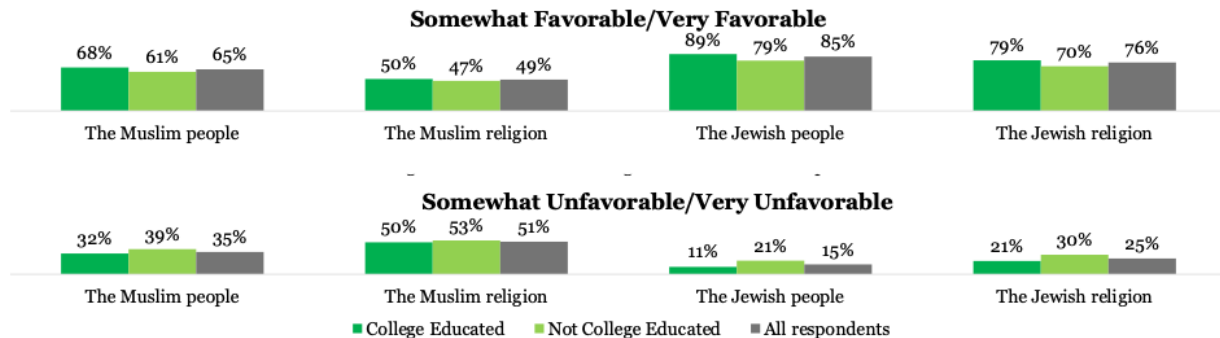 Somewhat Favorable/Very Favorable
68% 61% 65% 50% 47% 49% 89% 79% 85% 79% 70% 76%
The Muslim people The Muslim religion The Jewish people The Jewish religion
Somewhat Unfavorable/Very Unfavorable
32% 39% 35% 50% 53% 51% 11% 21% 15% 21% 30% 25%
The Muslim people The Muslim religion The Jewish people The Jewish religion
College Educated Not College Educated All respondents